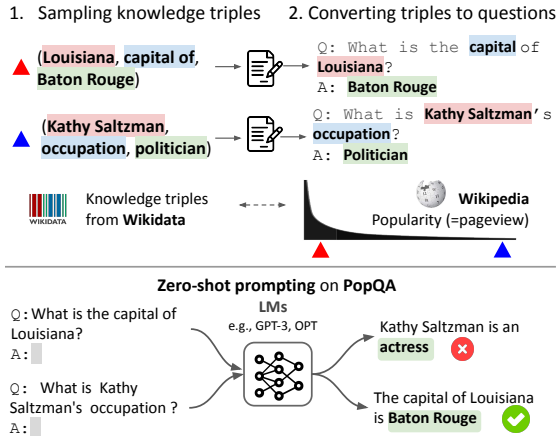 1. Sampling knowledge triples
2. Converting triples to questions
(Louisiana, capital of,
Baton Rouge)
Q: What is the capital of
Louisiana?
A: Baton Rouge
(Kathy Saltzman,
occupation, politician)
Q: What is Kathy Saltzman's
occupation?
A: Politician
WIKIDATA
Knowledge triples
from Wikidata
Wikipedia
Popularity (=pageview)
Zero-shot prompting on PopQA
Q:What is the capital of
Louisiana?
A:
Q: What is Kathy
Saltzman's occupation ?
A:
LMs
e.g., GPT-3, OPT
Kathy Saltzman is an
actress
The capital of Louisiana
is Baton Rouge